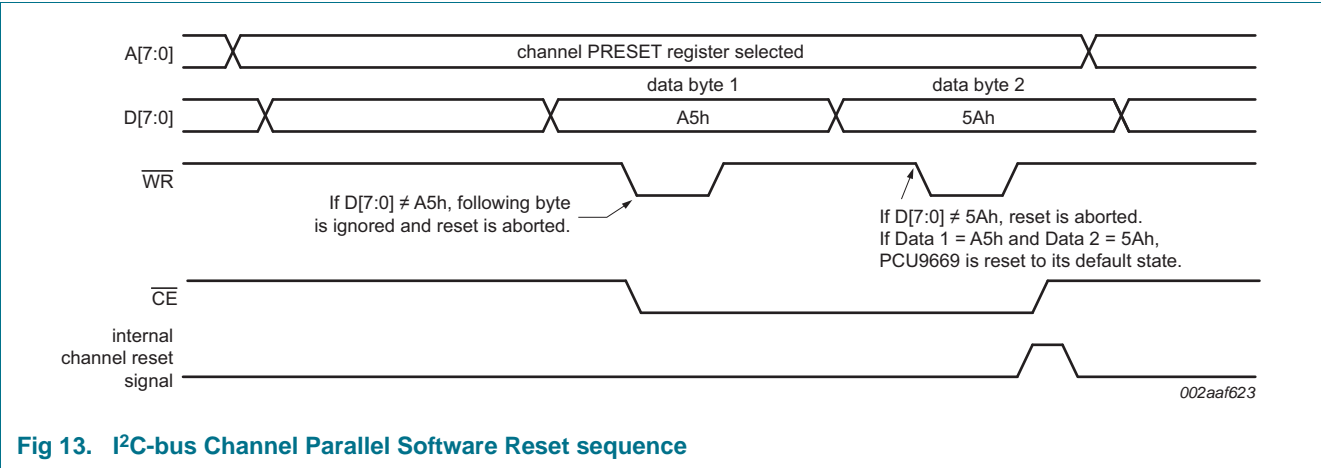 A[7:0]
channel PRESET register selected
data byte 1
data byte 2
D[7:0]
A5h
5Ah
WR
If D[7:0] ≠ A5h, following byte
is ignored and reset is aborted.
If D[7:0] ≠ 5Ah, reset is aborted.
If Data 1 = A5h and Data 2 = 5Ah,
PCU9669 is reset to its default state.
CE
internal
channel reset
signal
002aaf623
Fig 13. I2C-bus Channel Parallel Software Reset sequence